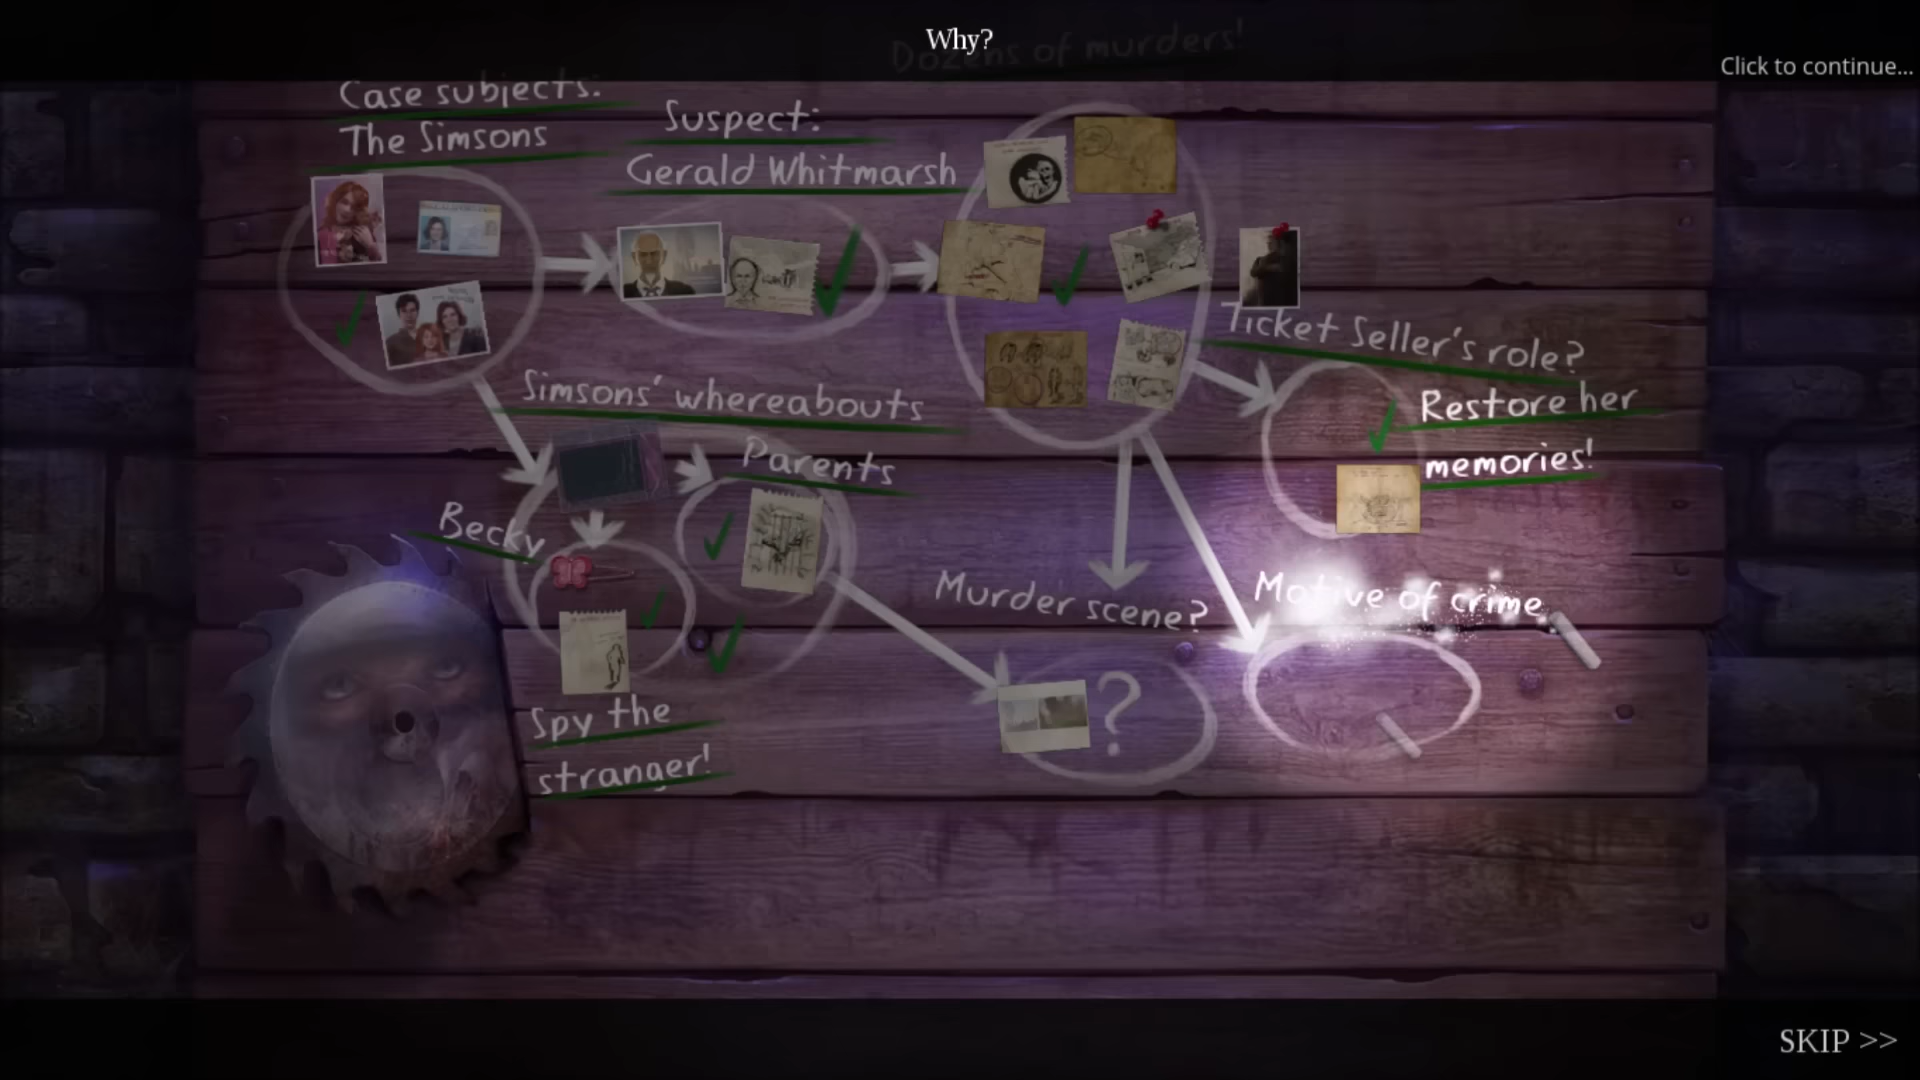 Why?
Dozens of murders!
Click to continue...
Case subjects:
The Simsons
Suspect:
Gerald Whitmarsh
Ticket Seller's role?
Restore her
memories!
Simsons' whereabouts
Parents
Becky
Murder scene?
Motive of crime
?
Spy the
stranger!
SKIP >>